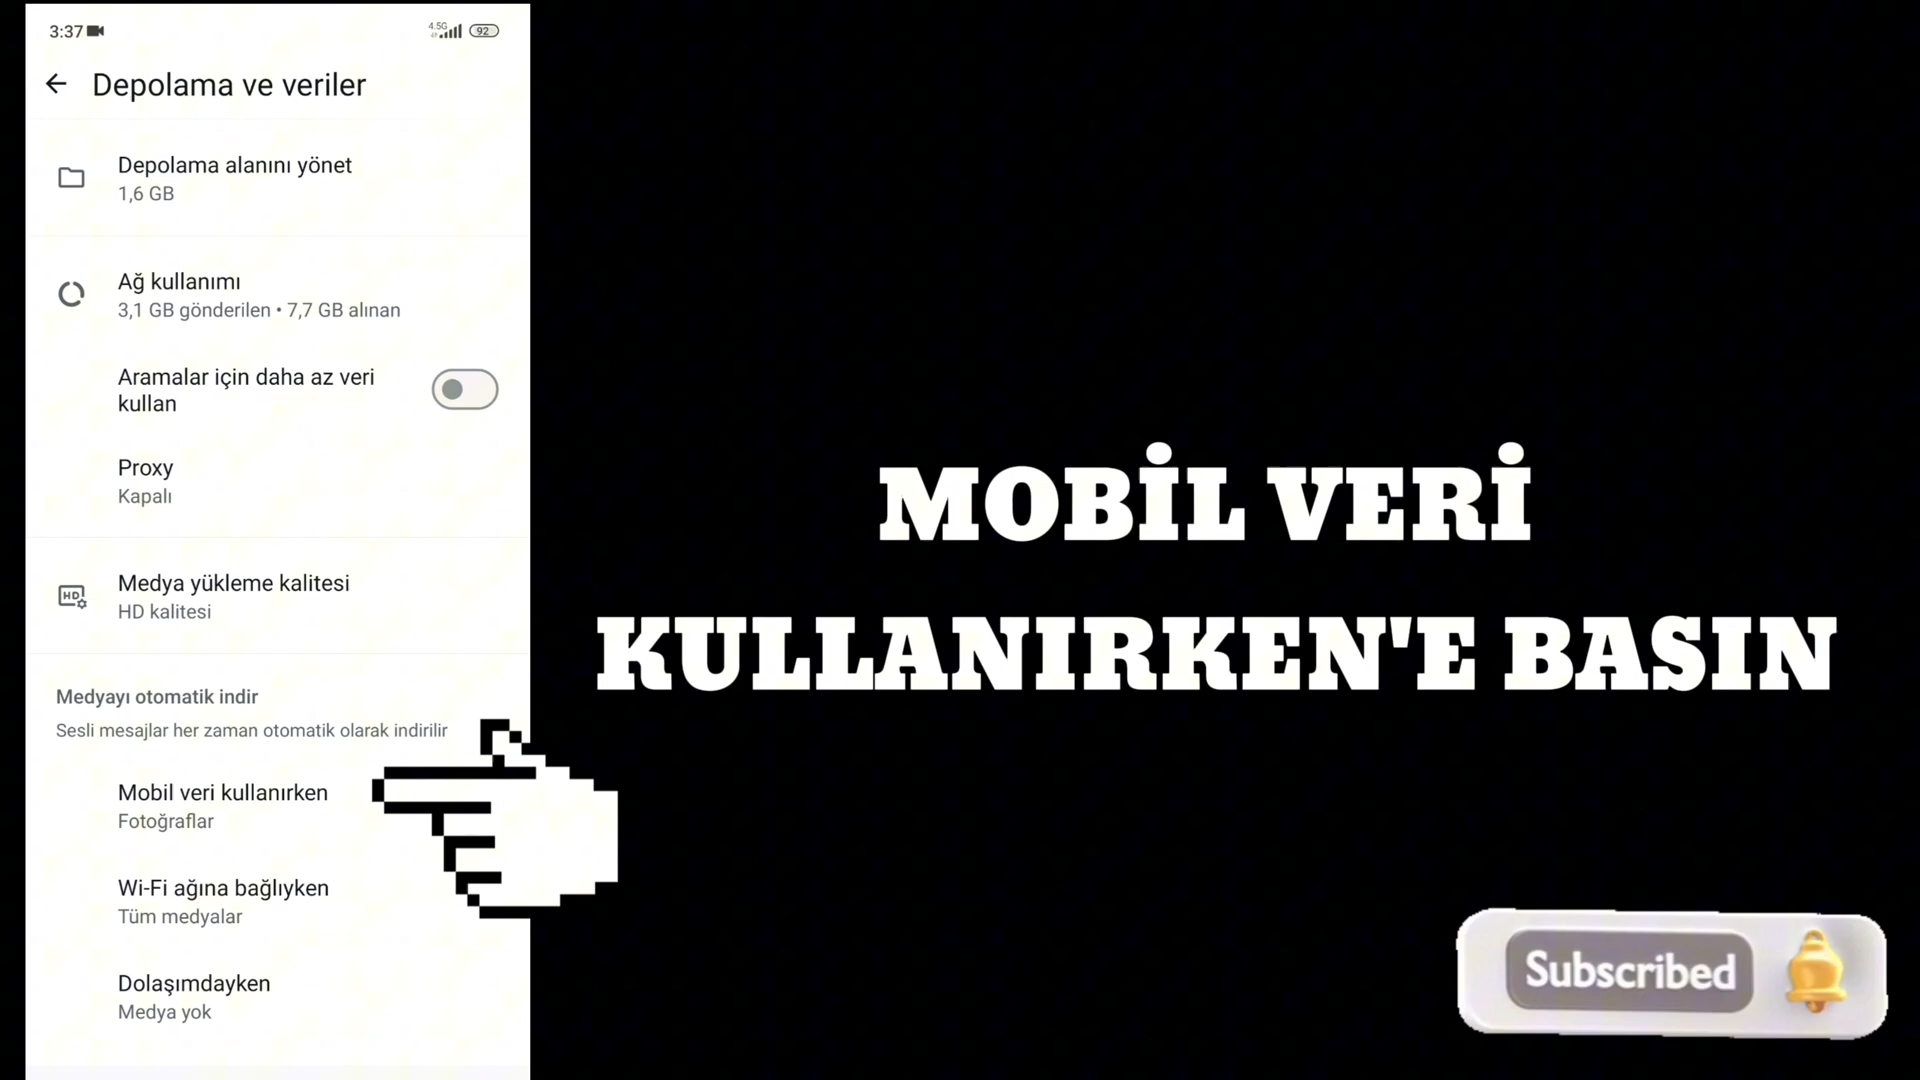 3:37
4.5G
92
Depolama ve veriler
Depolama alanını yönet
1,6 GB
Ağ kullanımı
3,1 GB gönderilen • 7,7 GB alınan
Aramalar için daha az veri
kullan
Proxy
Kapalı
HD
Medya yükleme kalitesi
HD kalitesi
Medyayı otomatik indir
Sesli mesajlar her zaman otomatik olarak indirilir
Mobil veri kullanırken
Fotoğraflar
Wi-Fi ağına bağlıyken
Tüm medyalar
Dolaşımdayken
Medya yok
MOBİL VERİ
KULLANIRKEN'E BASIN
Subscribed